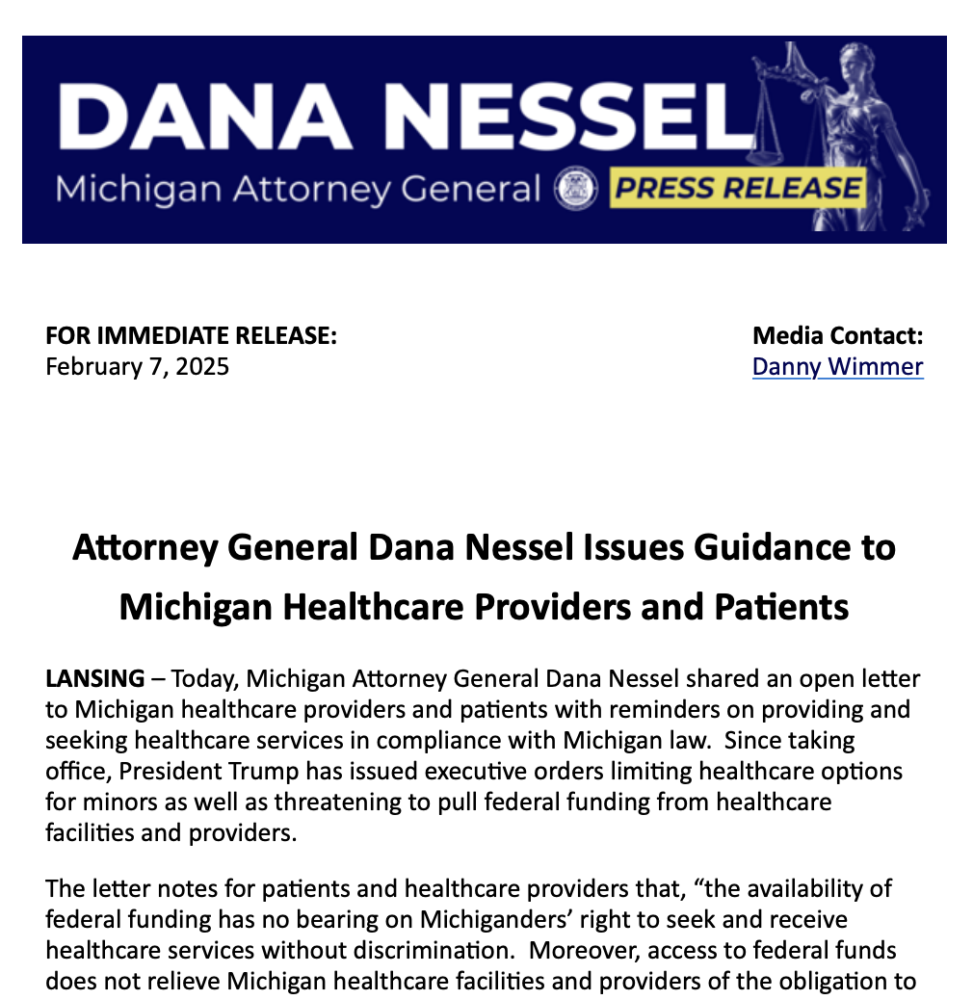 DANA NESSEL
Michigan Attorney General PRESS RELEASE
FOR IMMEDIATE RELEASE:
February 7, 2025
Media Contact:
Danny Wimmer
Attorney General Dana Nessel Issues Guidance to
Michigan Healthcare Providers and Patients
LANSING – Today, Michigan Attorney General Dana Nessel shared an open letter
to Michigan healthcare providers and patients with reminders on providing and
seeking healthcare services in compliance with Michigan law.  Since taking
office, President Trump has issued executive orders limiting healthcare options
for minors as well as threatening to pull federal funding from healthcare
facilities and providers.
The letter notes for patients and healthcare providers that, “the availability of
federal funding has no bearing on Michiganders’ right to seek and receive
healthcare services without discrimination.  Moreover, access to federal funds
does not relieve Michigan healthcare facilities and providers of the obligation to